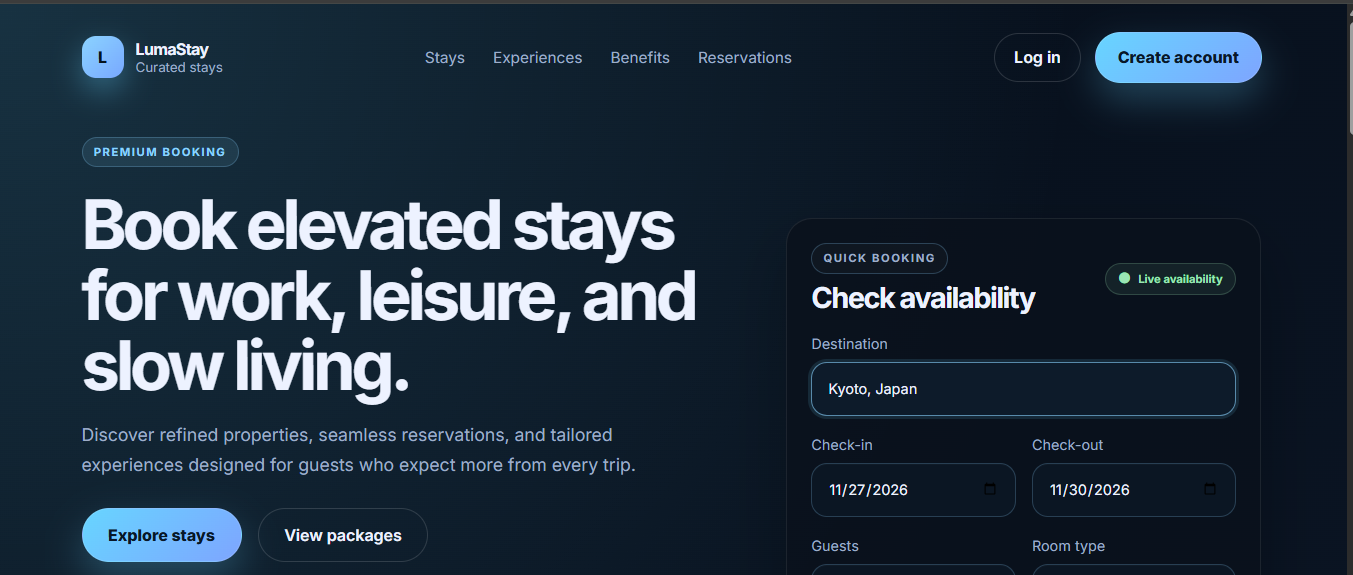 L
LumaStay
Curated stays
Stays
Experiences
Benefits
Reservations
Log in
Create account
PREMIUM BOOKING
Book elevated stays
for work, leisure, and
slow living.
Discover refined properties, seamless reservations, and tailored
experiences designed for guests who expect more from every trip.
Explore stays
View packages
QUICK BOOKING
Check availability
Live availability
Destination
Kyoto, Japan
Check-in
Check-out
11/27/2026
11/30/2026
Guests
Room type